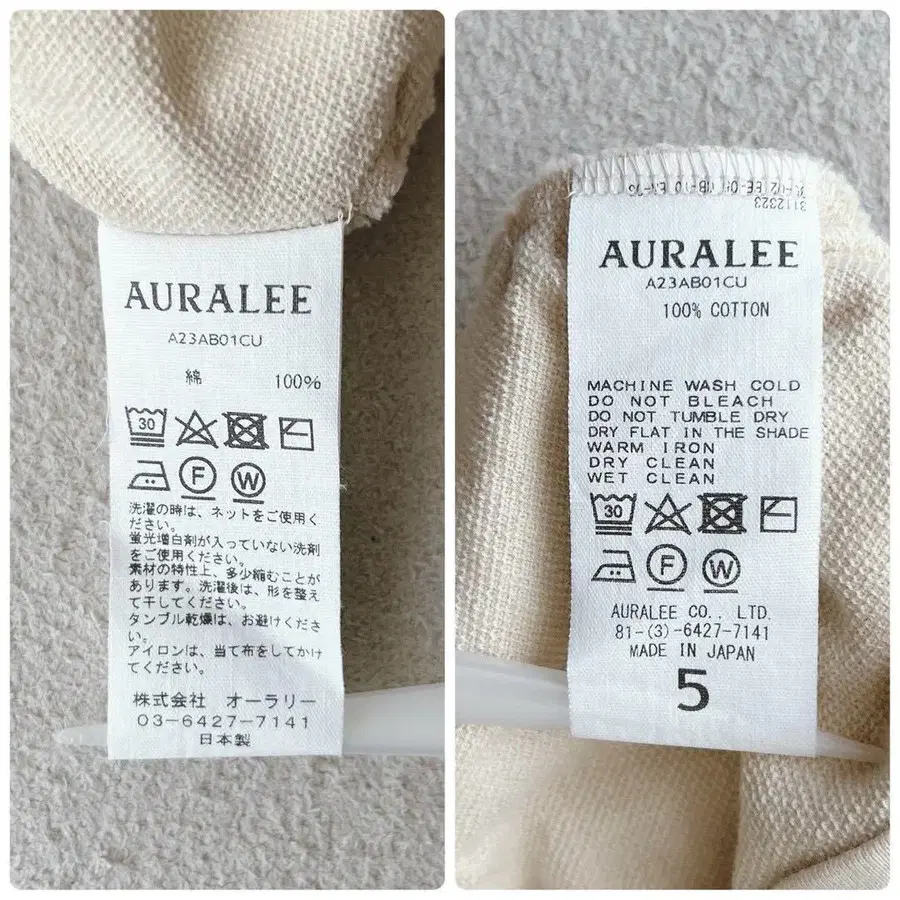 AURALEE
A23AB01CU
綿 100%
30
F W
洗濯の時は、ネットをご使用く
ださい。
蛍光増白剤が入っていない洗剤
をご使用ください。
素材の特性上、多少縮むことが
あります。洗濯後は、形を整え
て干してください。
タンブル乾燥は、お避けくださ
い。
アイロンは、当て布をしてかけ
てください。
株式会社 オーラリー
03-6427-7141
日本製
3112323
AURALEE
A23AB01CU
100% COTTON
MACHINE WASH COLD
DO NOT BLEACH
DO NOT TUMBLE DRY
DRY FLAT IN THE SHADE
WARM IRON
DRY CLEAN
WET CLEAN
30
F W
AURALEE CO., LTD.
81-(3)-6427-7141
MADE IN JAPAN
5